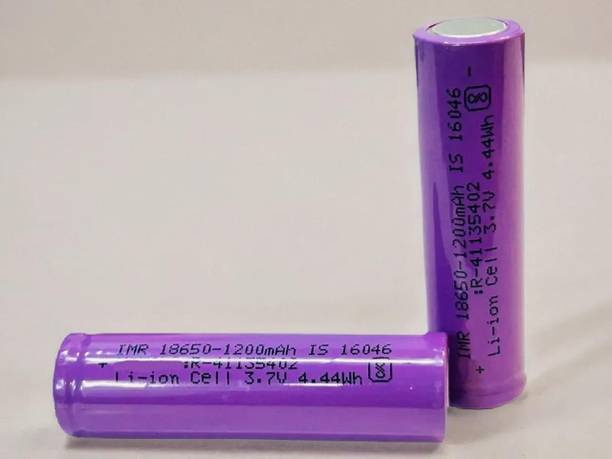 IMR 18650-1200mAh IS 16046
:R-41135402
+
Li-ion Cell 3.7V 4.44Wh
IMR 18650-1200mAh IS 16046 -
:R-41135402
+ Li-ion Cell 3.7V 4.44Wh